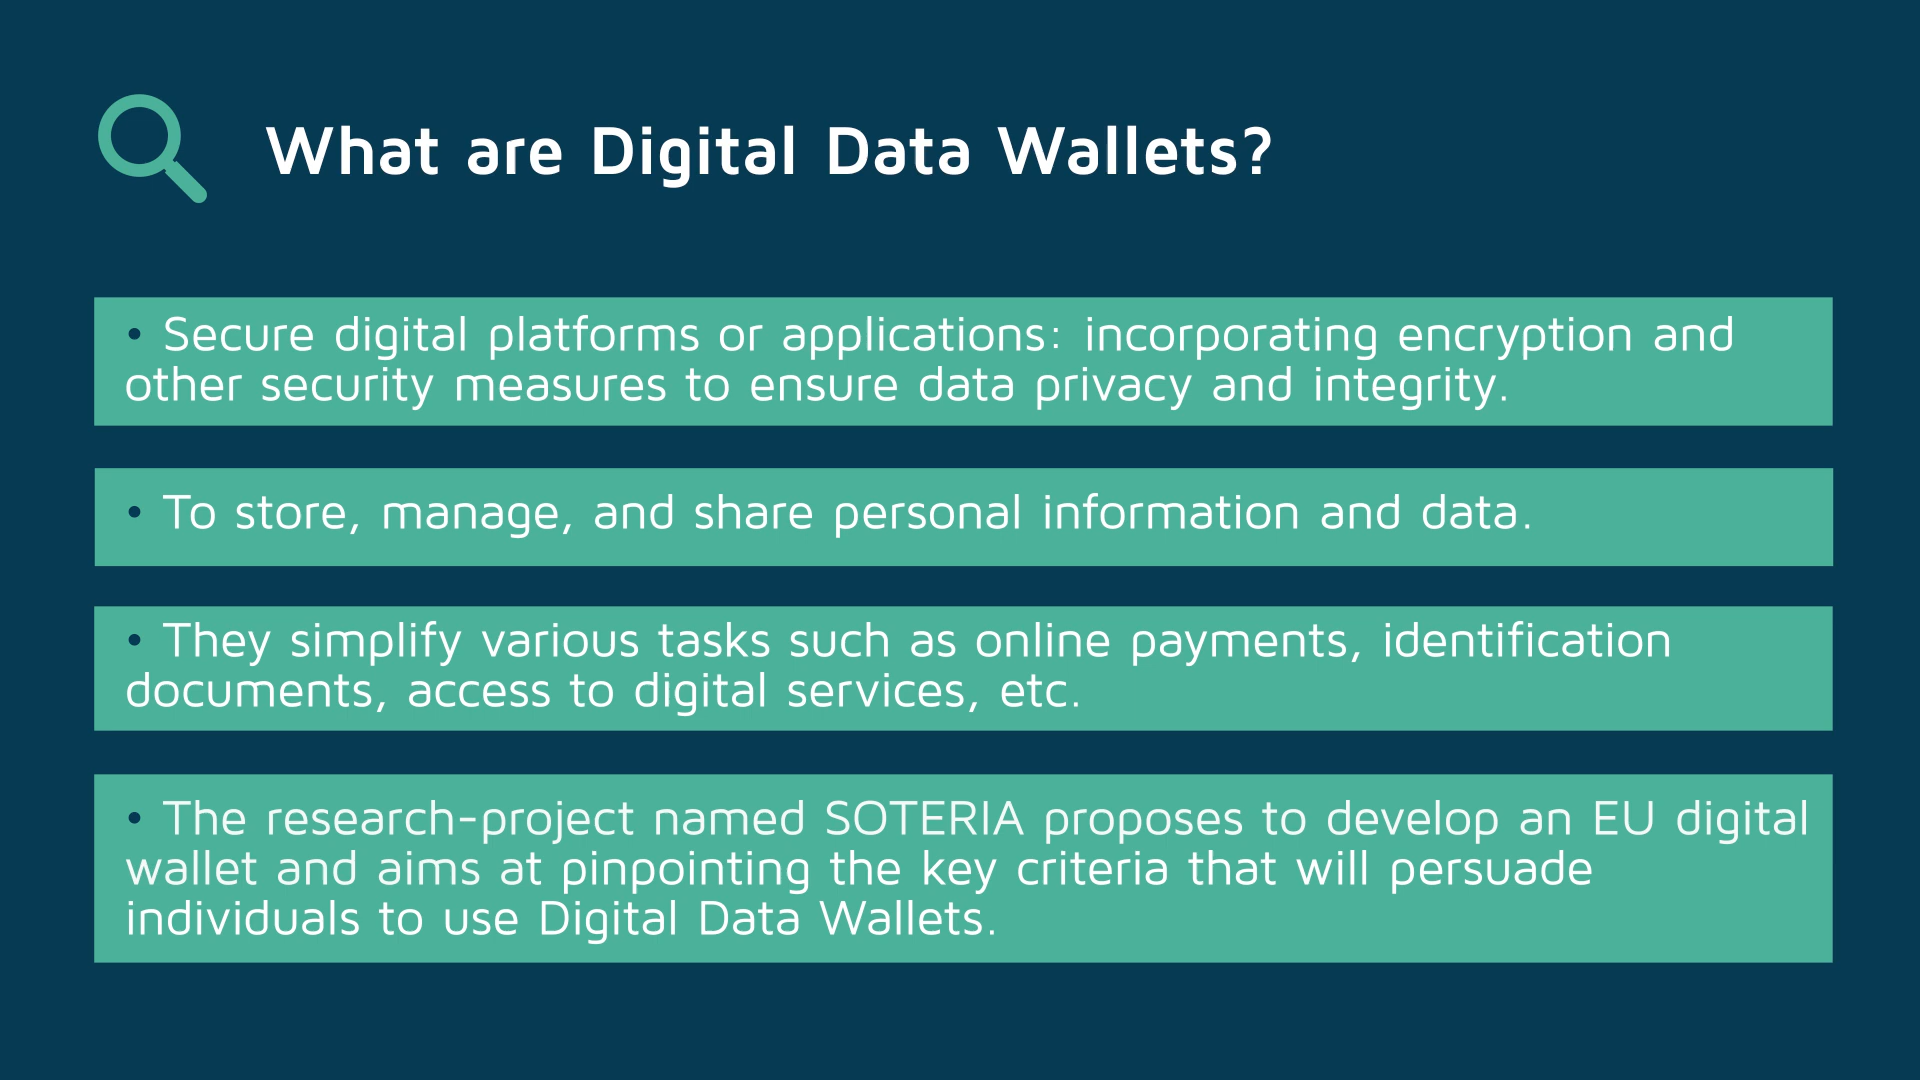 What are Digital Data Wallets?
• Secure digital platforms or applications: incorporating encryption and
other security measures to ensure data privacy and integrity.
• To store, manage, and share personal information and data.
• They simplify various tasks such as online payments, identification
documents, access to digital services, etc.
• The research-project named SOTERIA proposes to develop an EU digital
wallet and aims at pinpointing the key criteria that will persuade
individuals to use Digital Data Wallets.